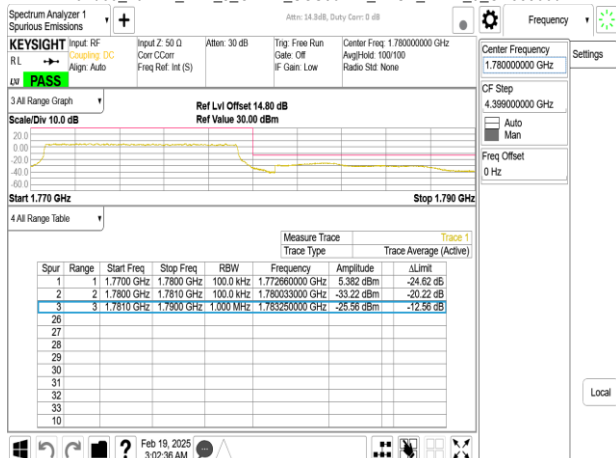 Spectrum Analyzer 1
Spurious Emissions
Attn: 14.8dB, Duty Corr: 0 dB
Frequency
KEYSIGHT
RL
LXI
PASS
Input: RF
Coupling: DC
Align: Auto
Input Z: 50 Ω
Corr CCorr
Freq Ref: Int (S)
Atten: 30 dB
Trig: Free Run
Gate: Off
IF Gain: Low
Center Freq: 1.780000000 GHz
Avg|Hold: 100/100
Radio Std: None
Center Frequency
1.780000000 GHz
Settings
CF Step
4.399000000 GHz
Auto
Man
Freq Offset
0 Hz
Local
3 All Range Graph
Scale/Div 10.0 dB
Ref Lvl Offset 14.80 dB
Ref Value 30.00 dBm
20.0
0.00
-20.0
-40.0
-60.0
Start 1.770 GHz
Stop 1.790 GHz
4 All Range Table
Measure Trace Trace 1
Trace Type Trace Average (Active)
Spur Range Start Freq Stop Freq RBW Frequency Amplitude ΔLimit
1 1 1.7700 GHz 1.7800 GHz 100.0 kHz 1.772660000 GHz 5.382 dBm -24.62 dB
2 2 1.7800 GHz 1.7810 GHz 100.0 kHz 1.780033000 GHz -33.22 dBm -20.22 dB
3 3 1.7810 GHz 1.7900 GHz 1.000 MHz 1.783250000 GHz -25.56 dBm -12.56 dB
26
27
28
29
30
31
32
33
10
?
Feb 19, 2025
3:02:36 AM